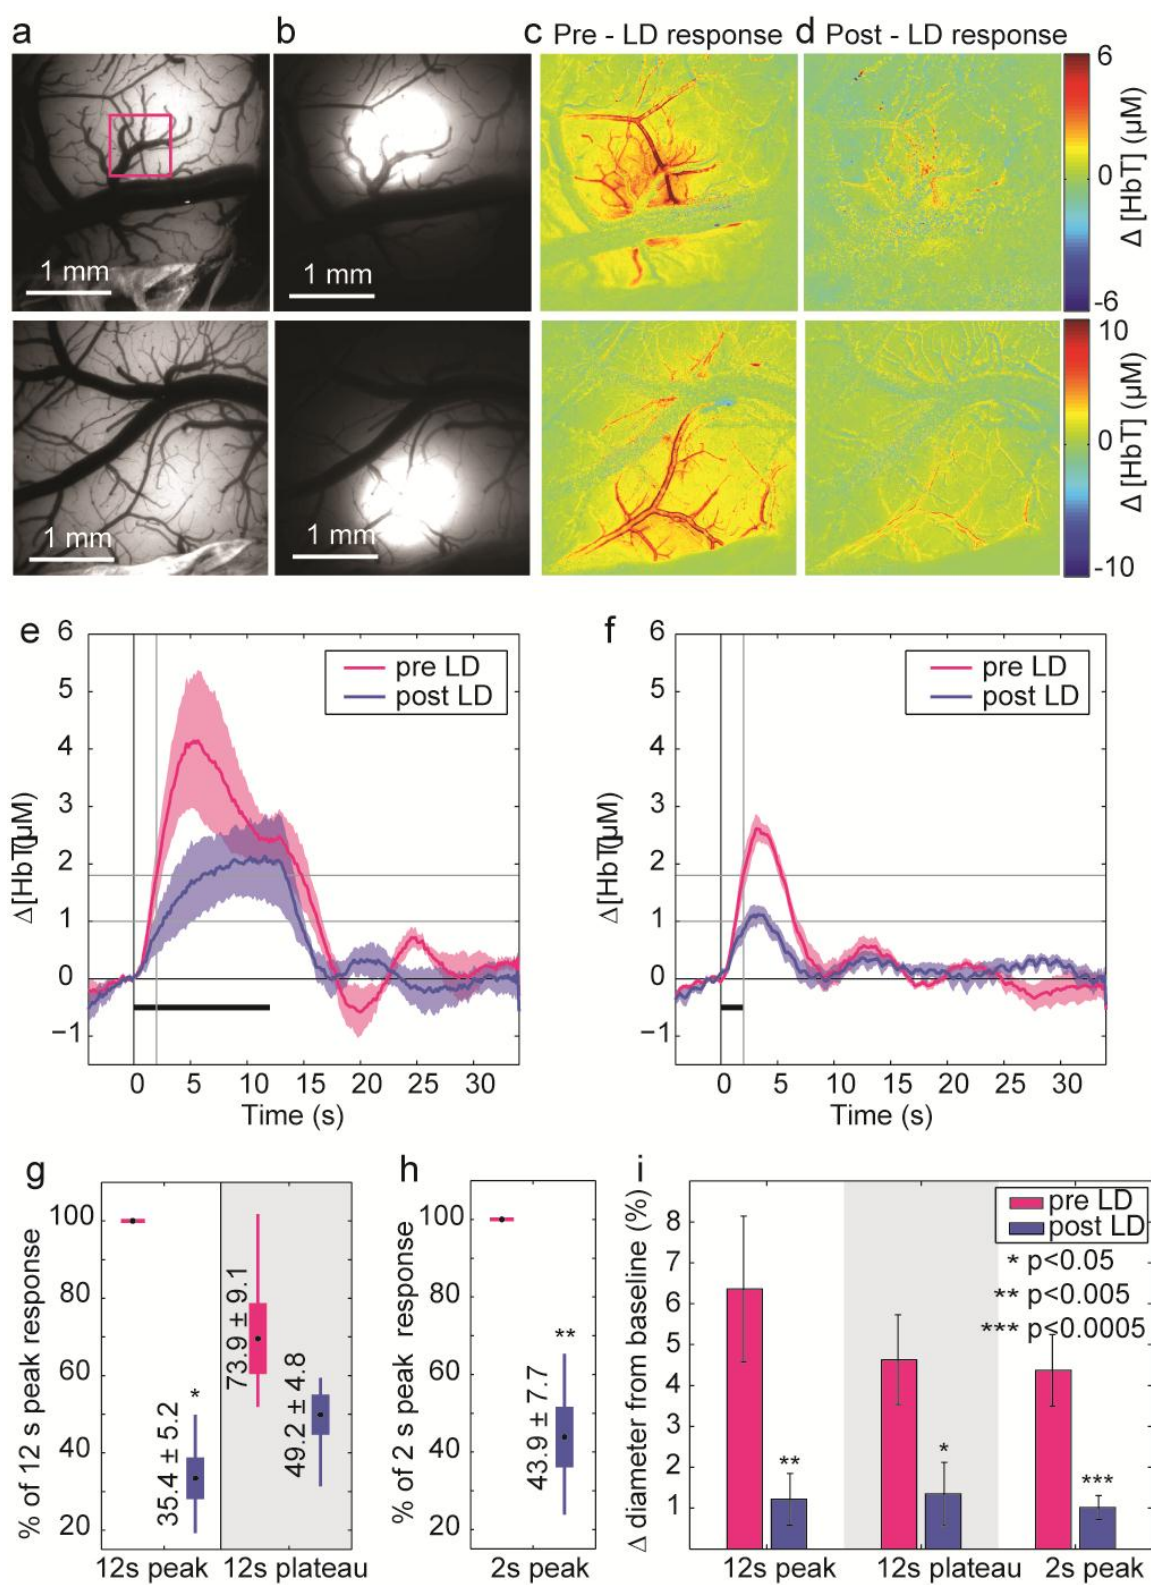 a
b
c Pre - LD response
d Post - LD response
6
0
-6
Δ [HbT] (µM)
1 mm
1 mm
10
0
-10
Δ [HbT] (µM)
1 mm
1 mm
e
6
5
4
3
2
1
0
−1
Δ[HbT](µM)
pre LD
post LD
0 5 10 15 20 25 30
Time (s)
f
6
5
4
3
2
1
0
−1
Δ[HbT](µM)
pre LD
post LD
0 5 10 15 20 25 30
Time (s)
g
% of 12 s peak response
100
80
60
40
20
35.4 ± 5.2
*
73.9 ± 9.1
49.2 ± 4.8
12s peak 12s plateau
h
% of 2 s peak response
100
80
60
40
20
43.9 ± 7.7
**
2s peak
i
Δ diameter from baseline (%)
8
7
6
5
4
3
2
1
pre LD
post LD
* p<0.05
** p<0.005
*** p<0.0005
**
*
***
12s peak 12s plateau 2s peak